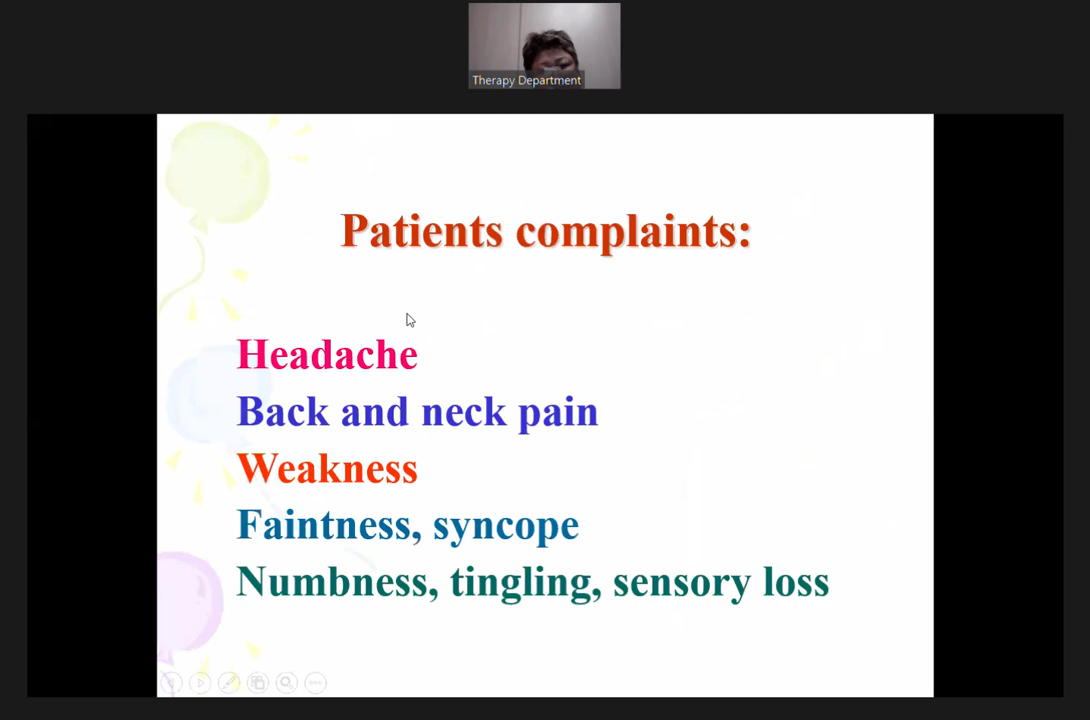 Therapy Department
Patients complaints:
Headache
Back and neck pain
Weakness
Faintness, syncope
Numbness, tingling, sensory loss